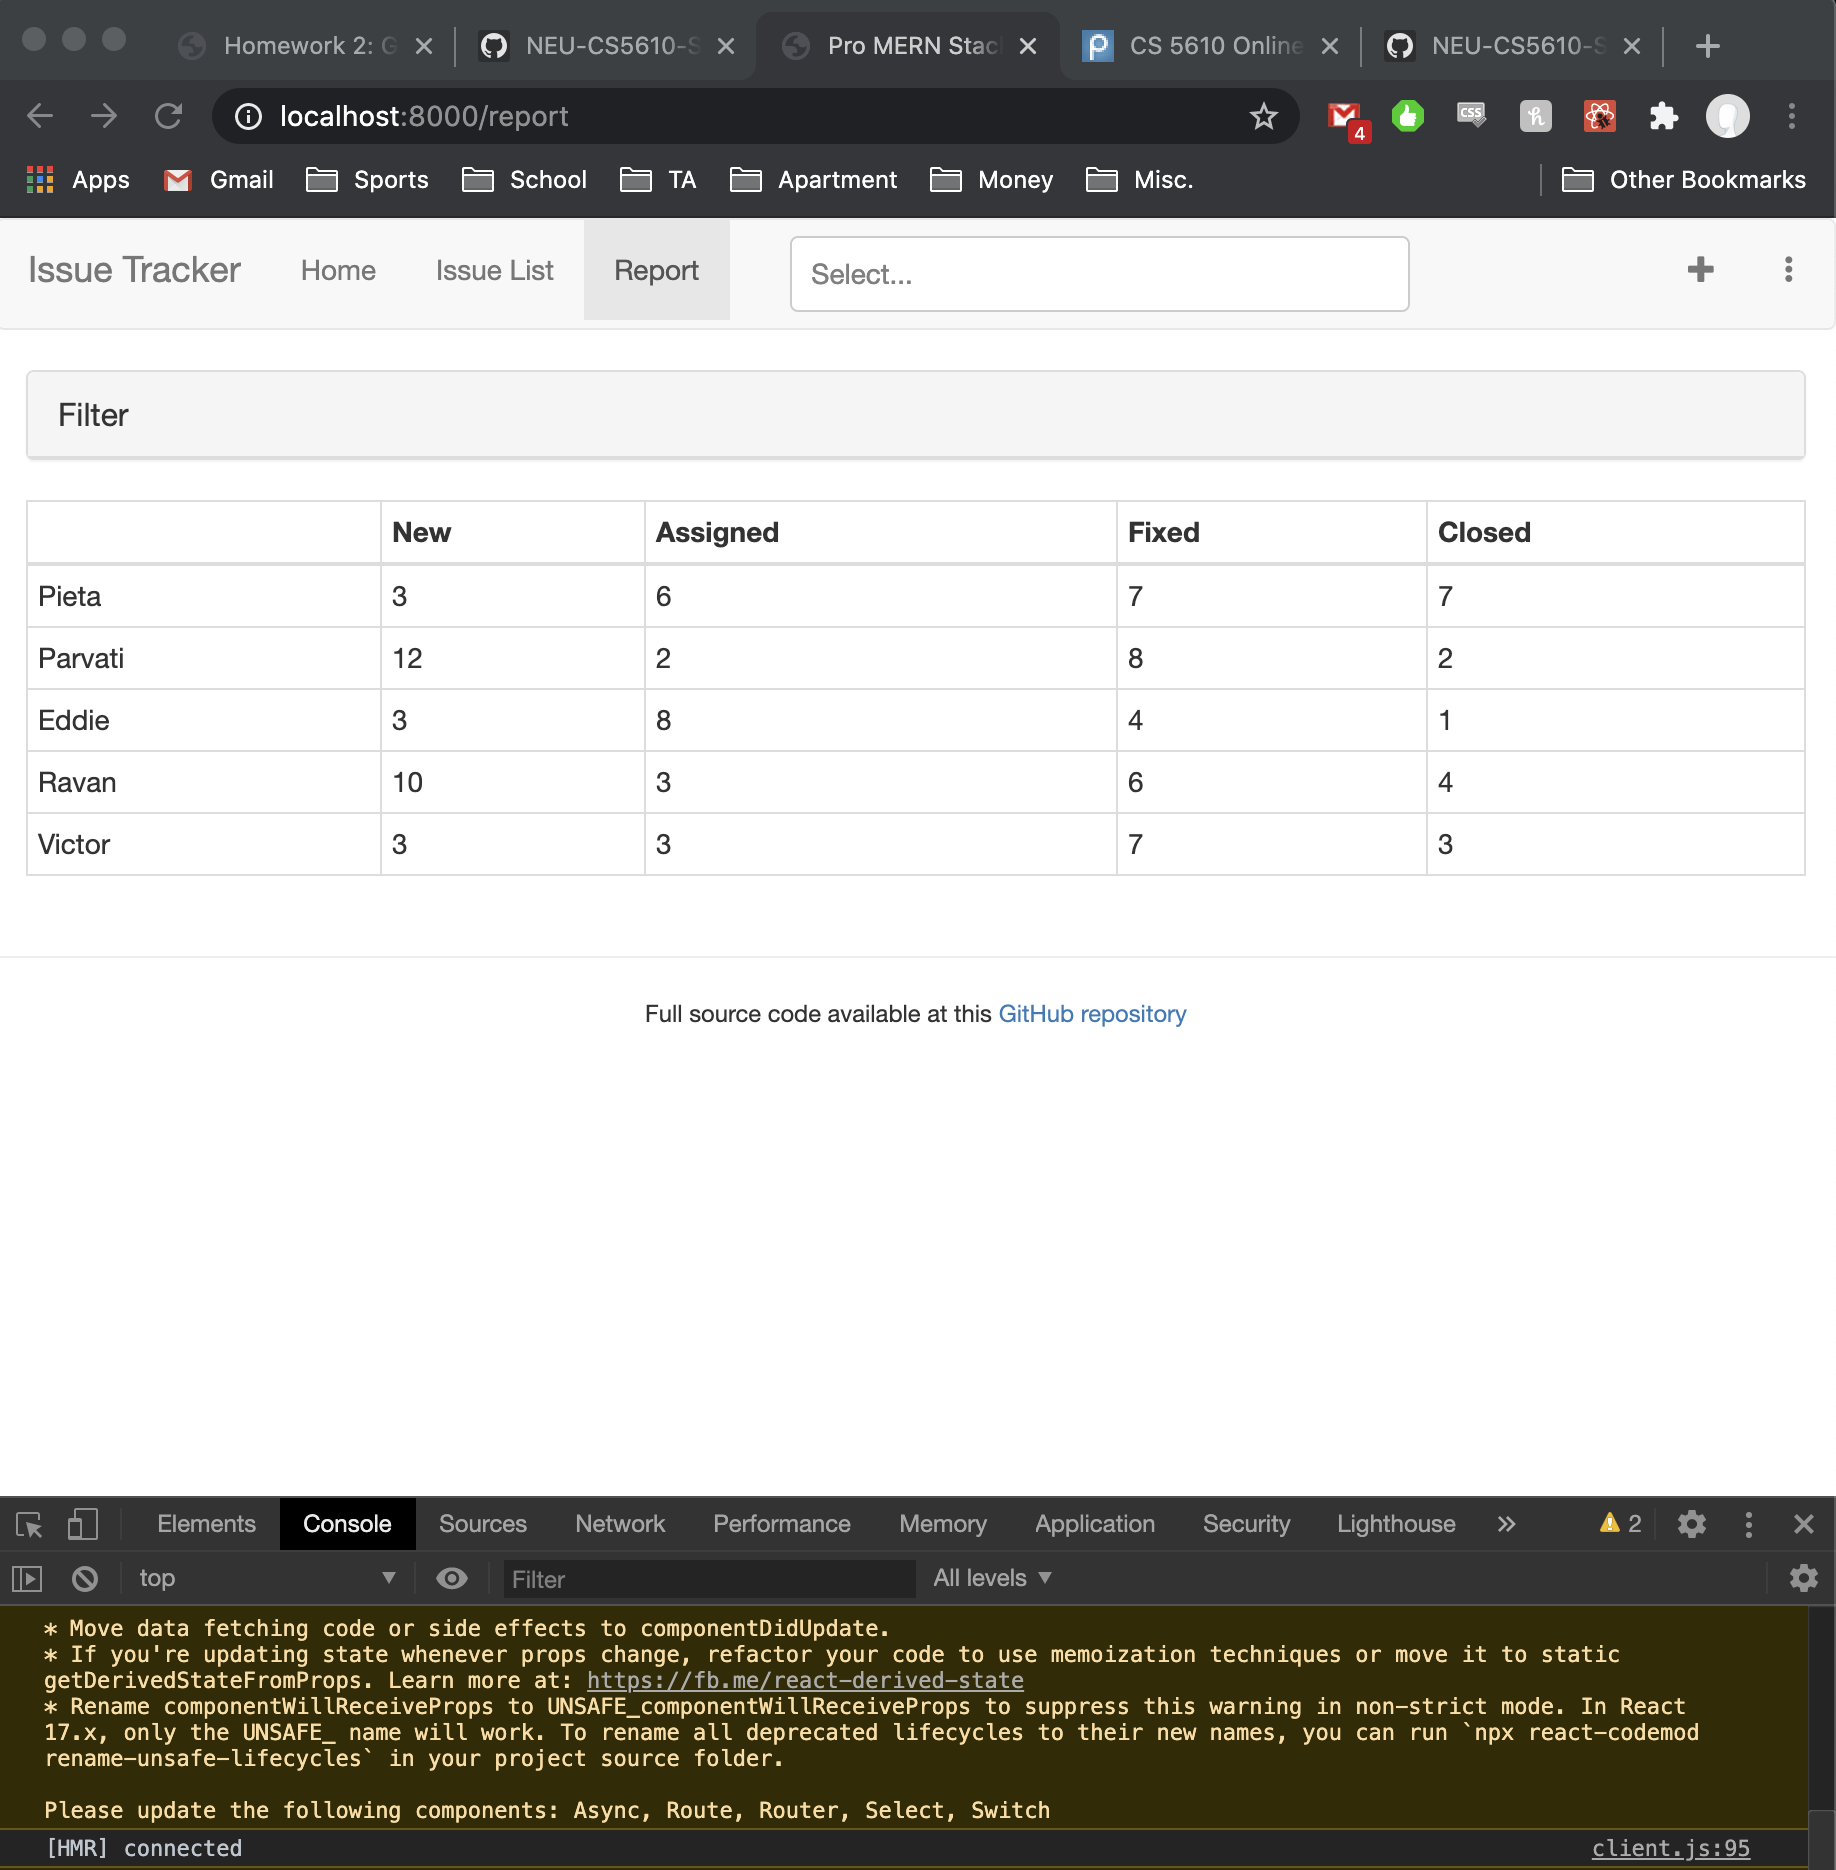 Homework 2: G NEU-CS5610-S Pro MERN Stac CS 5610 Online NEU-CS5610-S
localhost:8000/report 4 CSS
Apps Gmail Sports School TA Apartment Money Misc. Other Bookmarks
Issue Tracker Home Issue List Report Select...
Filter
New Assigned Fixed Closed
Pieta 3 6 7 7
Parvati 12 2 8 2
Eddie 3 8 4 1
Ravan 10 3 6 4
Victor 3 3 7 3
Full source code available at this GitHub repository
Elements Console Sources Network Performance Memory Application Security Lighthouse » 2
top Filter All levels
* Move data fetching code or side effects to componentDidUpdate.
* If you're updating state whenever props change, refactor your code to use memoization techniques or move it to static
getDerivedStateFromProps. Learn more at: https://fb.me/react-derived-state
* Rename componentWillReceiveProps to UNSAFE_componentWillReceiveProps to suppress this warning in non-strict mode. In React
17.x, only the UNSAFE_ name will work. To rename all deprecated lifecycles to their new names, you can run `npx react-codemod
rename-unsafe-lifecycles` in your project source folder.
Please update the following components: Async, Route, Router, Select, Switch
[HMR] connected client.js:95